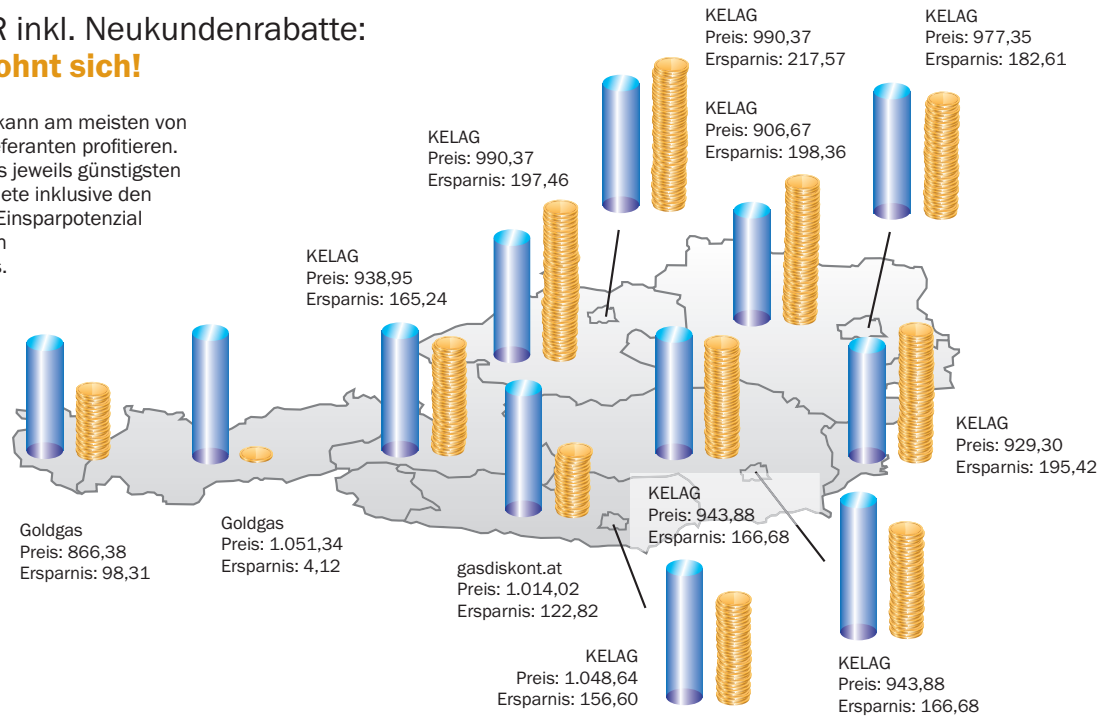 R inkl. Neukundenrabatte:
ohnt sich!
kann am meisten von
eferanten profitieren.
s jeweils günstigsten
iete inklusive den
Einsparpotenzial
n
s.
KELAG
Preis: 990,37
Ersparnis: 217,57
KELAG
Preis: 977,35
Ersparnis: 182,61
KELAG
Preis: 906,67
Ersparnis: 198,36
KELAG
Preis: 990,37
Ersparnis: 197,46
KELAG
Preis: 938,95
Ersparnis: 165,24
KELAG
Preis: 929,30
Ersparnis: 195,42
KELAG
Preis: 943,88
Ersparnis: 166,68
Goldgas
Preis: 866,38
Ersparnis: 98,31
Goldgas
Preis: 1.051,34
Ersparnis: 4,12
gasdiskont.at
Preis: 1.014,02
Ersparnis: 122,82
KELAG
Preis: 1.048,64
Ersparnis: 156,60
KELAG
Preis: 943,88
Ersparnis: 166,68